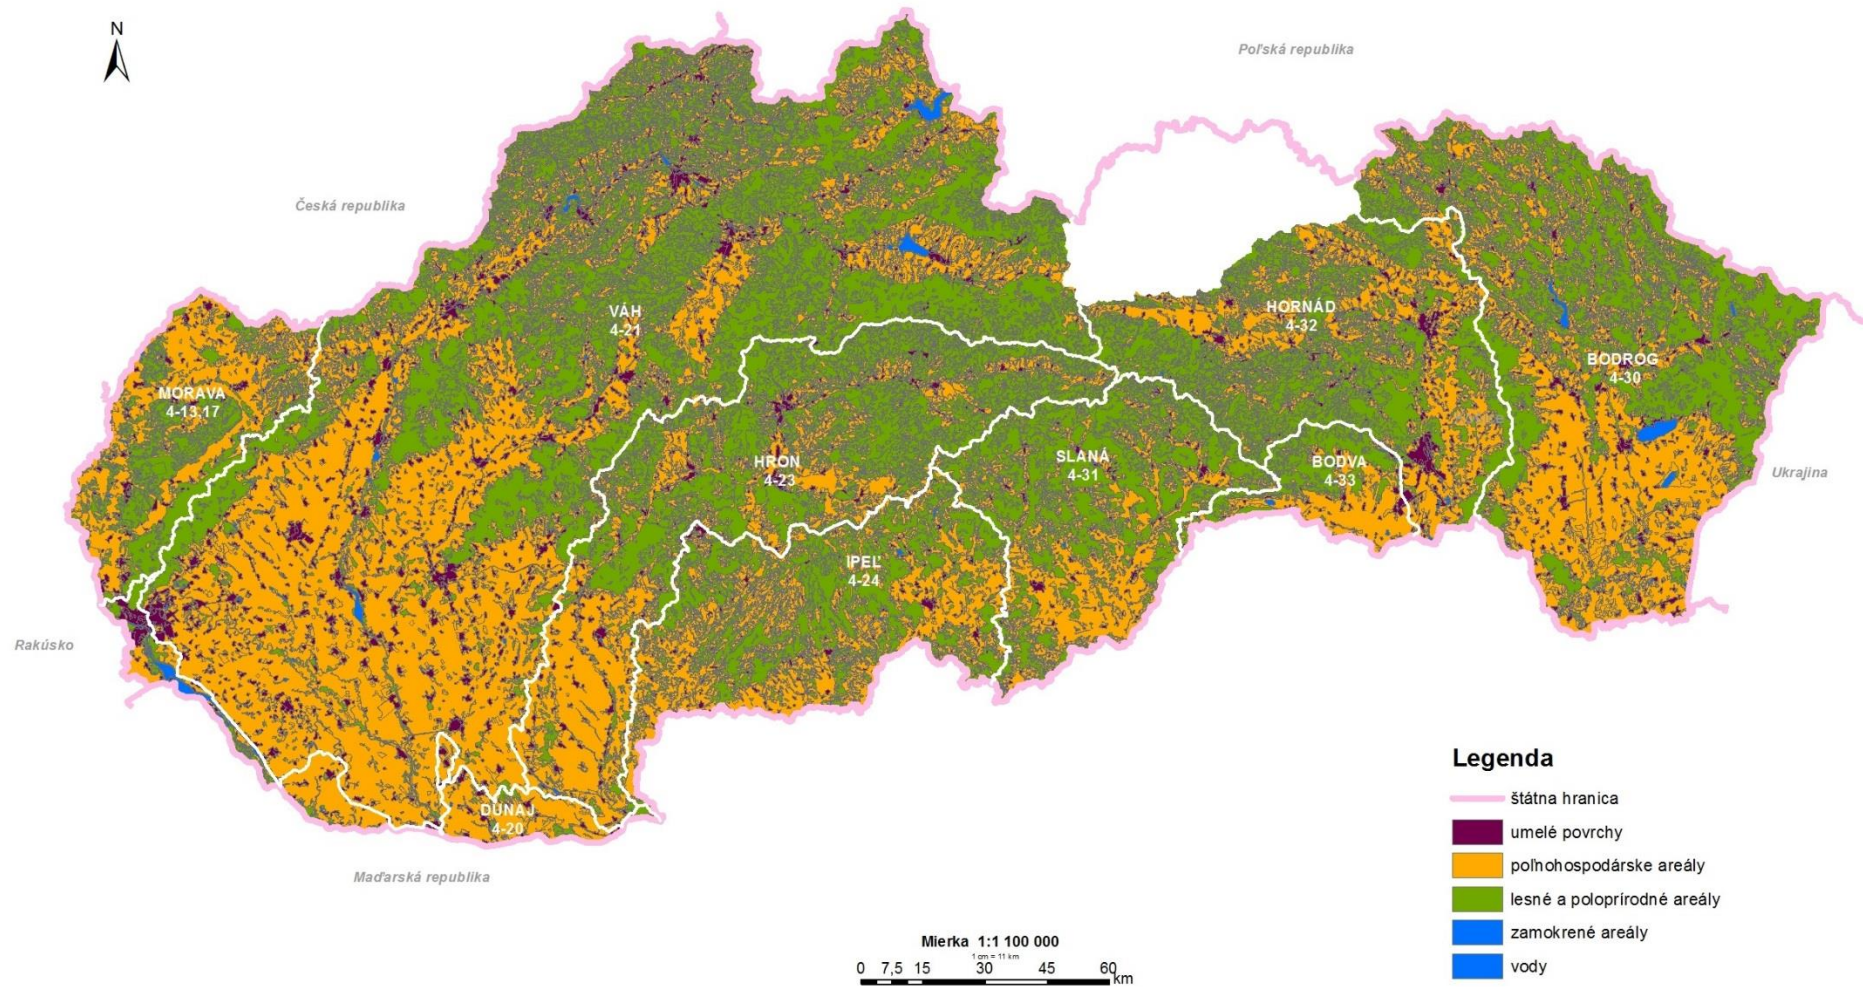 N
Poľská republika
Česká republika
VÁH
4-21
HORNÁD
4-32
BODROG
4-30
MORAVA
4-13,17
HRON
4-23
SLANÁ
4-31
BODVA
4-33
Ukrajina
IPEĽ
4-24
Rakúsko
DUNAJ
4-20
Maďarská republika
Legenda
štátna hranica
umelé povrchy
poľnohospodárske areály
lesné a poloprírodné areály
zamokrené areály
vody
Mierka 1:1 100 000
1 cm = 11 km
0 7,5 15 30 45 60
km